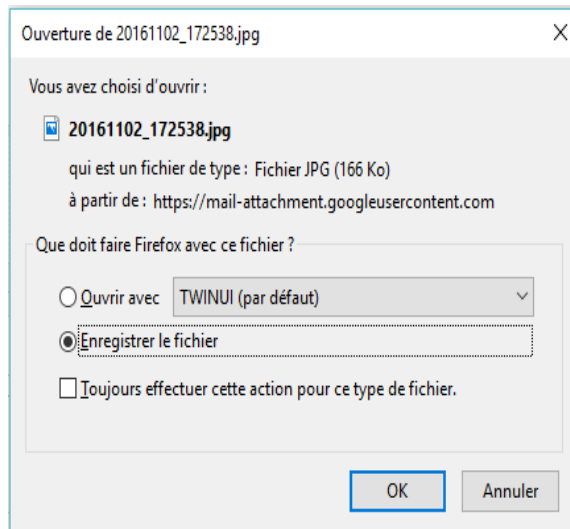 Ouverture de 20161102_172538.jpg
Vous avez choisi d'ouvrir :
20161102_172538.jpg
qui est un fichier de type : Fichier JPG (166 Ko)
à partir de : https://mail-attachment.googleusercontent.com
Que doit faire Firefox avec ce fichier ?
Ouvrir avec TWINUI (par défaut)
Enregistrer le fichier
Toujours effectuer cette action pour ce type de fichier.
OK Annuler